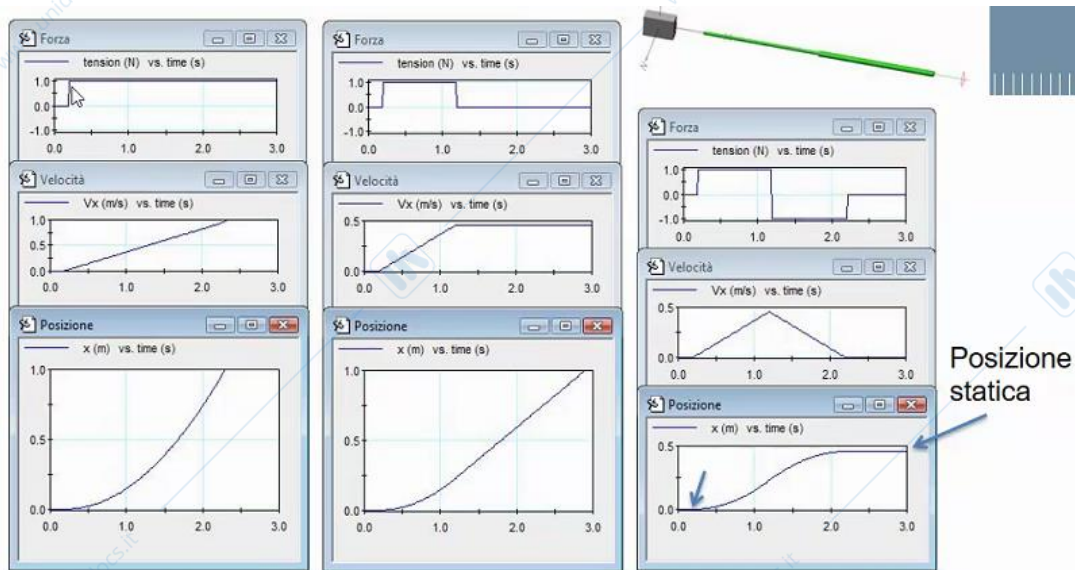 Forza
tension (N) vs. time (s)
1.0
0.0
-1.0
0.0 1.0 2.0 3.0
Velocità
Vx (m/s) vs. time (s)
1.0
0.5
0.0
0.0 1.0 2.0 3.0
Posizione
x (m) vs. time (s)
1.0
0.5
0.0
0.0 1.0 2.0 3.0
Forza
tension (N) vs. time (s)
1.0
0.0
-1.0
0.0 1.0 2.0 3.0
Velocità
Vx (m/s) vs. time (s)
0.5
0.0
0.0 1.0 2.0 3.0
Posizione
x (m) vs. time (s)
1.0
0.5
0.0
0.0 1.0 2.0 3.0
Forza
tension (N) vs. time (s)
1.0
0.0
-1.0
0.0 1.0 2.0 3.0
Velocità
Vx (m/s) vs. time (s)
0.5
0.0
0.0 1.0 2.0 3.0
Posizione
x (m) vs. time (s)
0.5
0.0
0.0 1.0 2.0 3.0
Posizione
statica